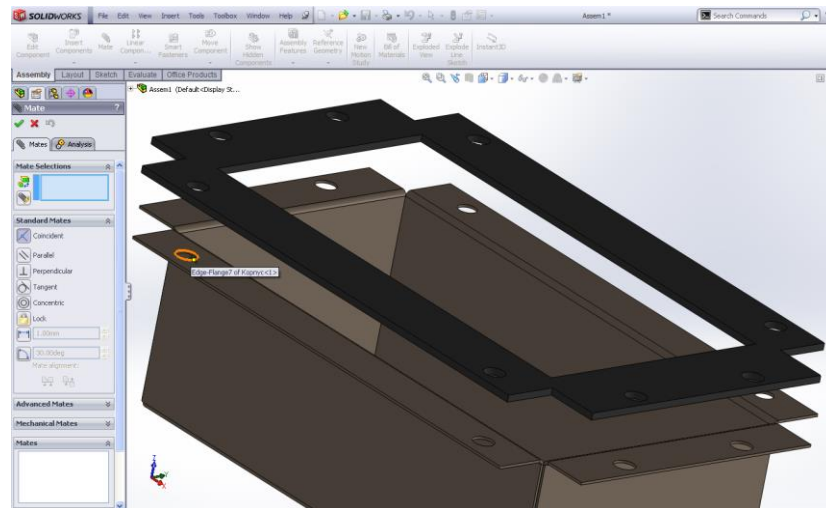 SOLIDWORKS File Edit View Insert Tools Toolbox Window Help Assem1 * Search Commands
Edit Component Insert Components Mate Linear Compon... Smart Fasteners Move Component Show Hidden Components Assembly Features Reference Geometry New Motion Study Bill of Materials Exploded View Explode Line Sketch Instant3D
Assembly Layout Sketch Evaluate Office Products
Assem1 (Default<Display St...
Mate ?
Mates Analysis
Mate Selections
Standard Mates
Coincident
Parallel
Perpendicular
Tangent
Concentric
Lock
1.00mm
30.00deg
Mate alignment:
Advanced Mates
Mechanical Mates
Mates
Edge-Flange7 of Корпус<1>